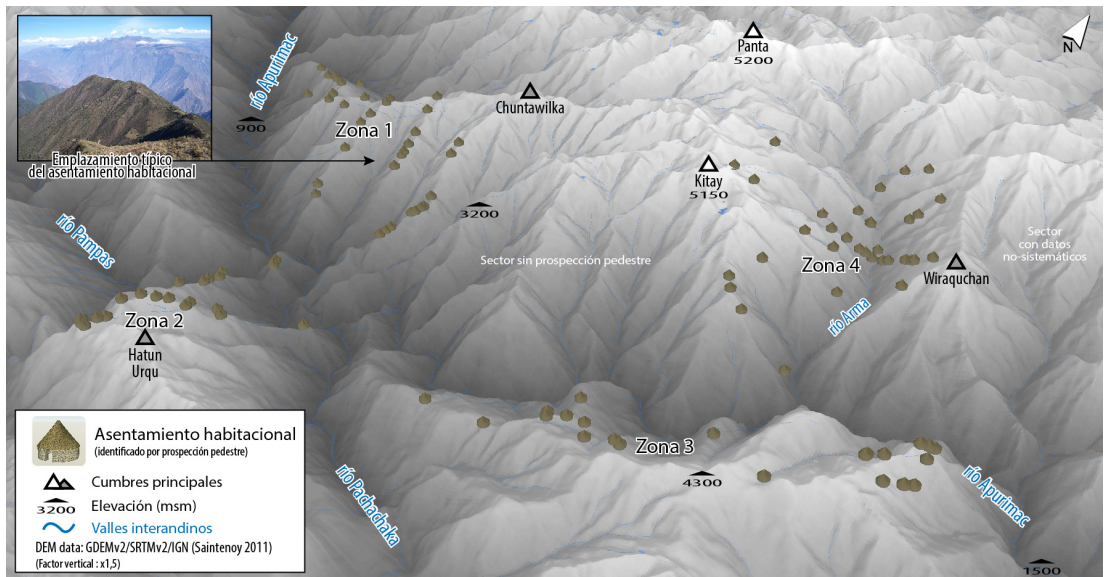 Panta
5200
N
río Apurimac
Chuntawilka
900
Zona 1
Emplazamiento típico
del asentamiento habitacional
Kitay
5150
3200
río Pampas
Sector
con datos
no-sistemáticos
Sector sin prospección pedestre
Zona 4
Wiraquchan
río Arma
Zona 2
Hatun
Urqu
Zona 3
4300
río Pachachaka
río Apurimac
1500
Asentamiento habitacional
(identificado por prospección pedestre)
Cumbres principales
3200 Elevación (msm)
Valles interandinos
DEM data: GDEMv2/SRTMv2/IGN (Saintenoy 2011)
(Factor vertical : x1,5)